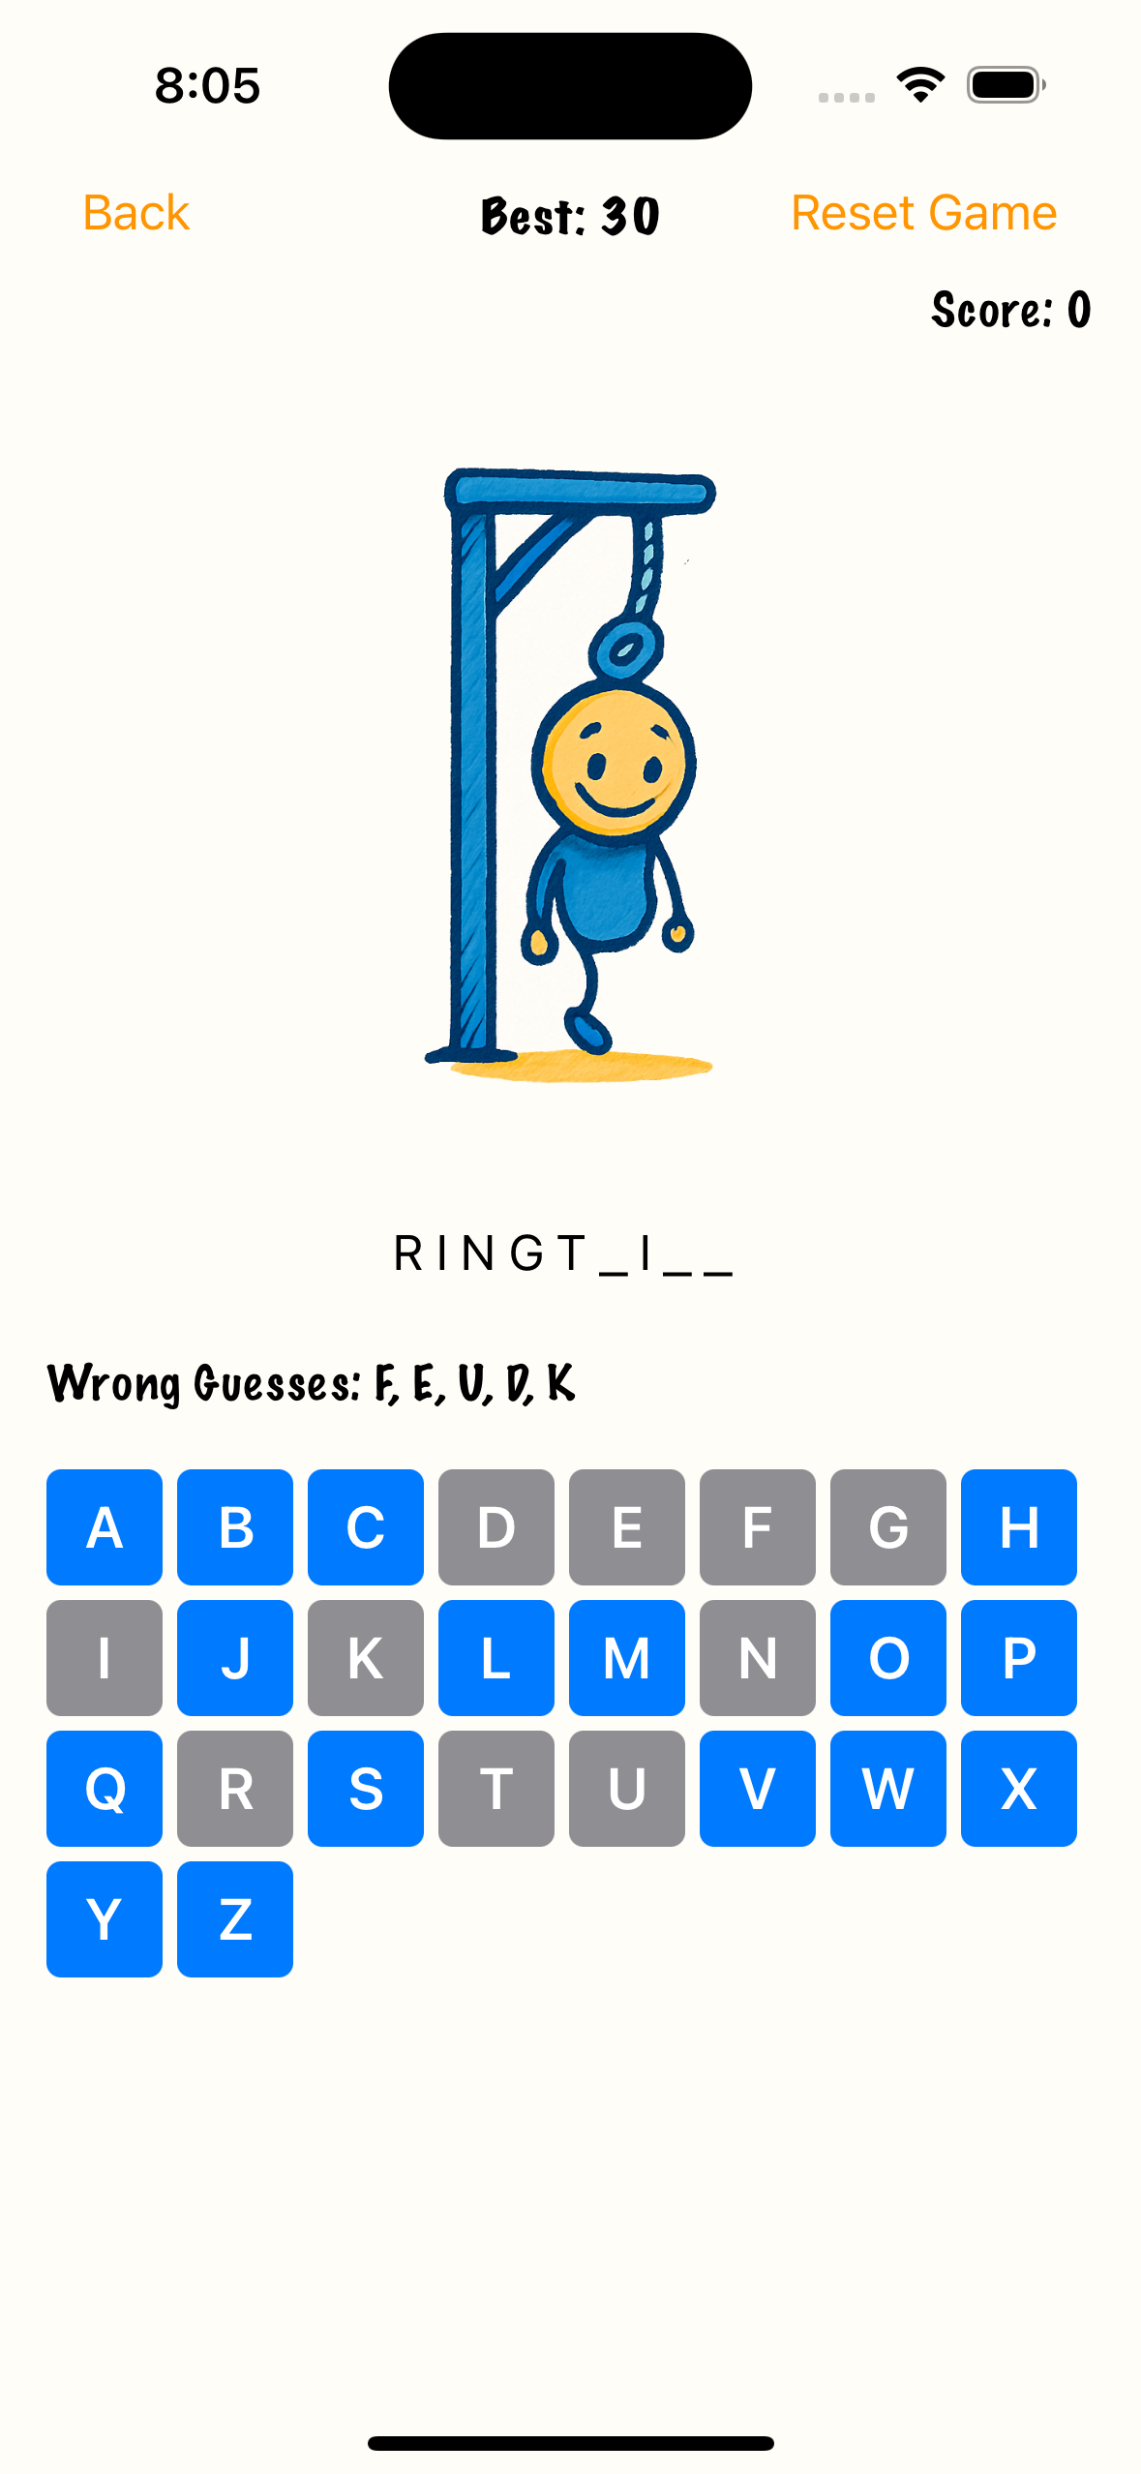 8:05
Back Best: 30 Reset Game
Score: 0
R I N G T _ I _ _
Wrong Guesses: F, E, U, D, K
A B C D E F G H
I J K L M N O P
Q R S T U V W X
Y Z